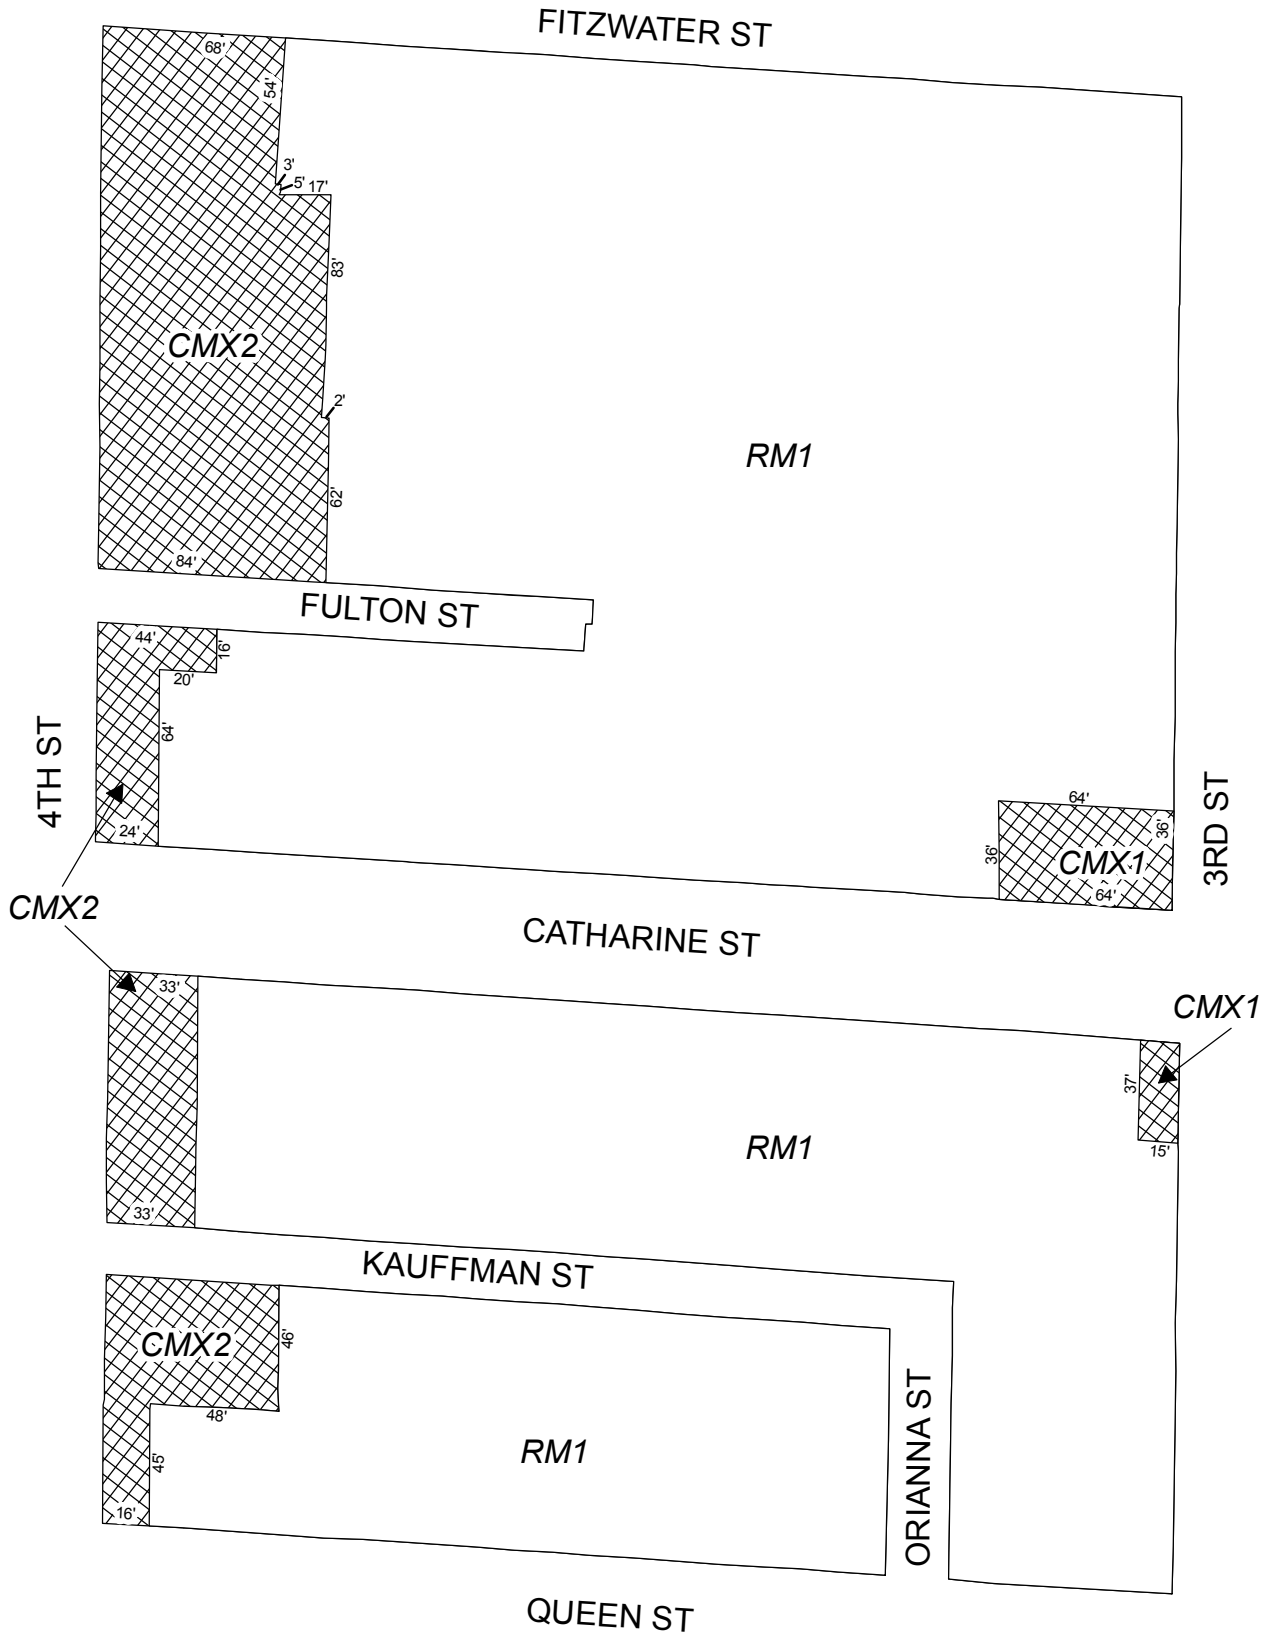 FITZWATER ST
68'
54'
3'
5'
17'
83'
CMX2
2'
RM1
62'
84'
FULTON ST
44'
16'
20'
64'
4TH ST
24'
64'
36'
36'
CMX1
64'
3RD ST
CMX2
CATHARINE ST
33'
CMX1
37'
RM1
15'
33'
KAUFFMAN ST
CMX2
46'
48'
RM1
45'
16'
ORIANNA ST
QUEEN ST